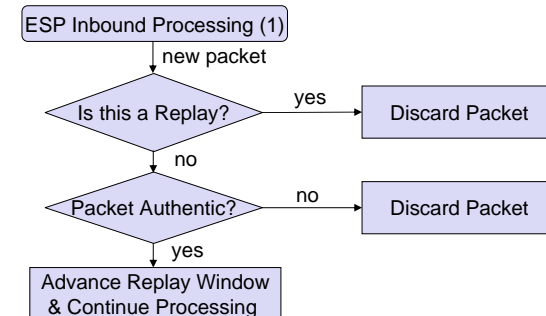 ESP Inbound Processing (1)
new packet
Is this a Replay?
yes
Discard Packet
no
Packet Authentic?
no
Discard Packet
yes
Advance Replay Window
& Continue Processing